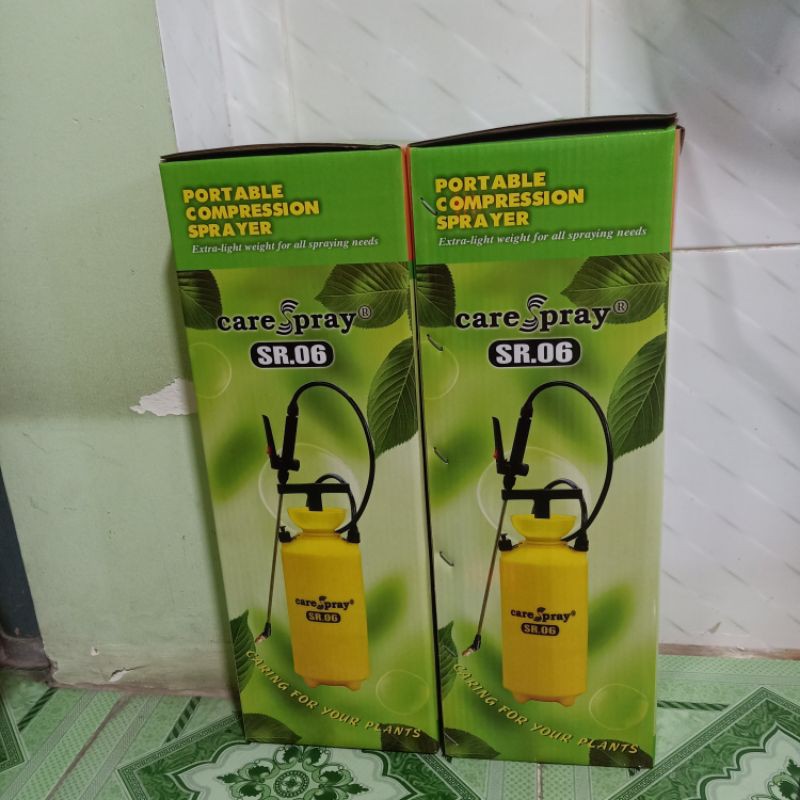 PORTABLE
COMPRESSION
SPRAYER
Extra-light weight for all spraying needs
careSpray®
SR.06
careSpray®
SR.06
CARING FOR YOUR PLANTS
PORTABLE
COMPRESSION
SPRAYER
Extra-light weight for all spraying needs
careSpray®
SR.06
careSpray®
SR.06
CARING FOR YOUR PLANTS